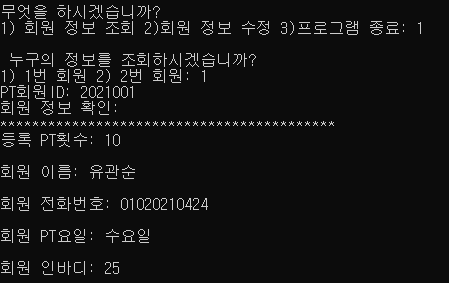 무엇을 하시겠습니까?
1) 회원 정보 조회 2)회원 정보 수정 3)프로그램 종료: 1
누구의 정보를 조회하시겠습니까?
1) 1번 회원 2) 2번 회원: 1
PT회원ID: 2021001
회원 정보 확인:
******************************************
등록 PT횟수: 10
회원 이름: 유관순
회원 전화번호: 01020210424
회원 PT요일: 수요일
회원 인바디: 25